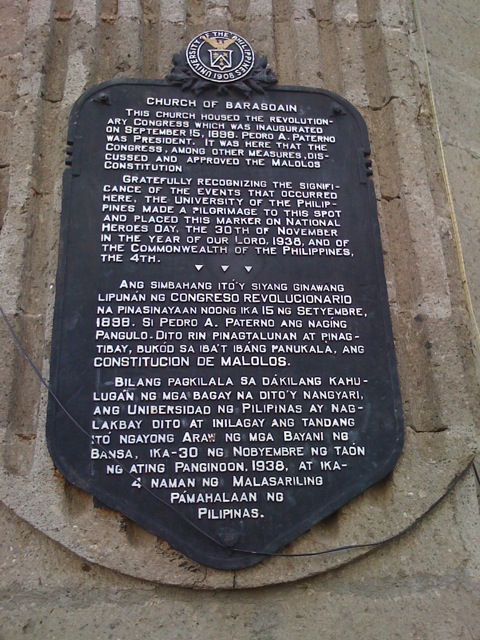 UNIVERSITY OF THE PHILIPPINES
1908
CHURCH OF BARASOAIN
THIS CHURCH HOUSED THE REVOLUTION-
ARY CONGRESS WHICH WAS INAUGURATED
ON SEPTEMBER 15, 1898. PEDRO A. PATERNO
WAS PRESIDENT. IT WAS HERE THAT THE
CONGRESS, AMONG OTHER MEASURES, DIS-
CUSSED AND APPROVED THE MALOLOS
CONSTITUTION.
GRATEFULLY RECOGNIZING THE SIGNIFI-
CANCE OF THE EVENTS THAT OCCURRED
HERE, THE UNIVERSITY OF THE PHILIP-
PINES MADE A PILGRIMAGE TO THIS SPOT
AND PLACED THIS MARKER ON NATIONAL
HEROES DAY, THE 30TH OF NOVEMBER
IN THE YEAR OF OUR LORD, 1938, AND OF
THE COMMONWEALTH OF THE PHILIPPINES,
THE 4TH.
ANG SIMBAHANG ITO'Y SIYANG GINAWANG
LIPUNÁN NG CONGRESO REVOLUCIONARIO
NA PINASINAYAAN NOONG IKA 15 NG SETYEMBRE,
1898. SI PEDRO A. PATERNO ANG NAGING
PANGULO. DITO RIN PINAGTALUNAN AT PINAG-
TIBAY, BUKÓD SA IBA'T IBÁNG PANUKALA, ANG
CONSTITUCION DE MALOLOS.
BILANG PAGKILALA SA DAKILANG KAHU-
LUGÁN NG MGA BAGAY NA DITO'Y NANGYARI,
ANG UNIBERSIDAD NG PILIPINAS AY NAG-
LAKBAY DITO AT INILAGAY ANG TANDANG
ITÓ NGAYONG ARAW NG MGA BAYANI NG
BANSA, IKA-30 NG NOBYEMBRE NG TAÓN
NG ATING PANGINOON, 1938, AT IKA-
4 NAMAN NG MALASARILING
PÁMAHALAAN NG
PILIPINAS.